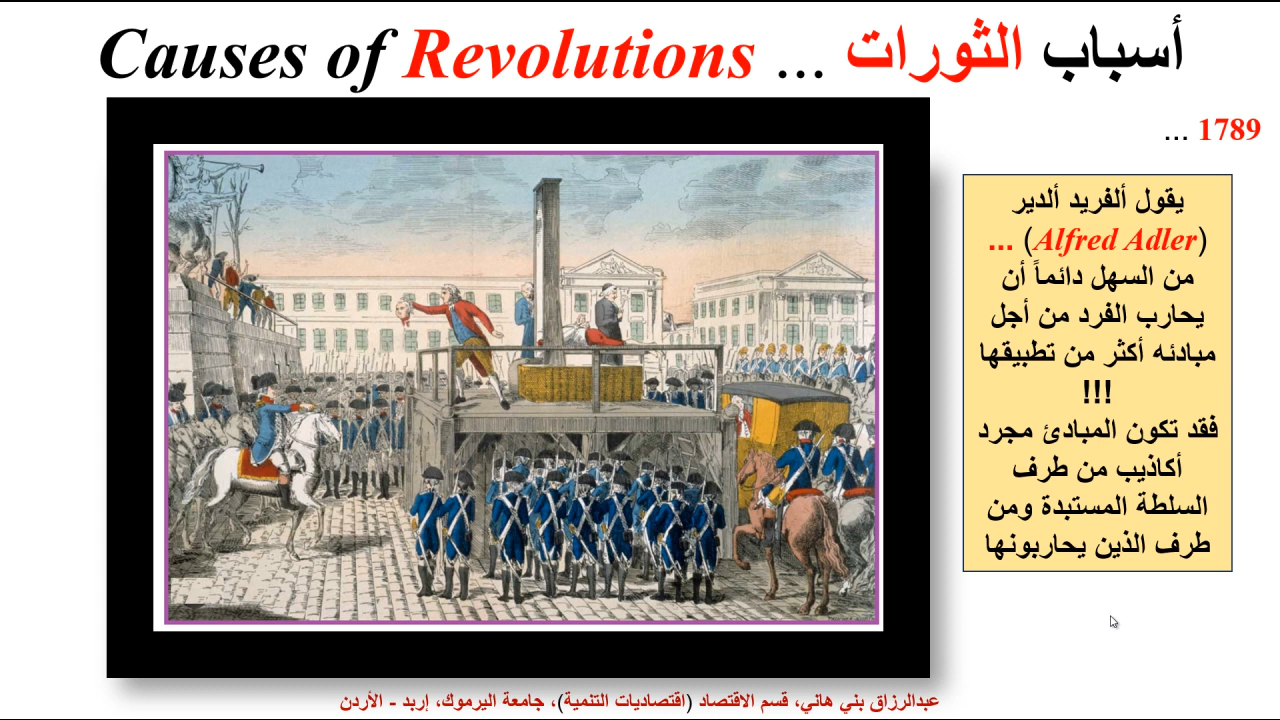 Causes of Revolutions ... أسباب الثورات
1789 ...
يقول ألفريد ألدير
(Alfred Adler) ...
من السهل دائماً أن
يحارب الفرد من أجل
مبادئه أكثر من تطبيقها
!!!
فقد تكون المبادئ مجرد
أكاذيب من طرف
السلطة المستبدة ومن
طرف الذين يحاربونها
عبدالرزاق بني هاني، قسم الاقتصاد (اقتصاديات التنمية)، جامعة اليرموك، إربد - الأردن